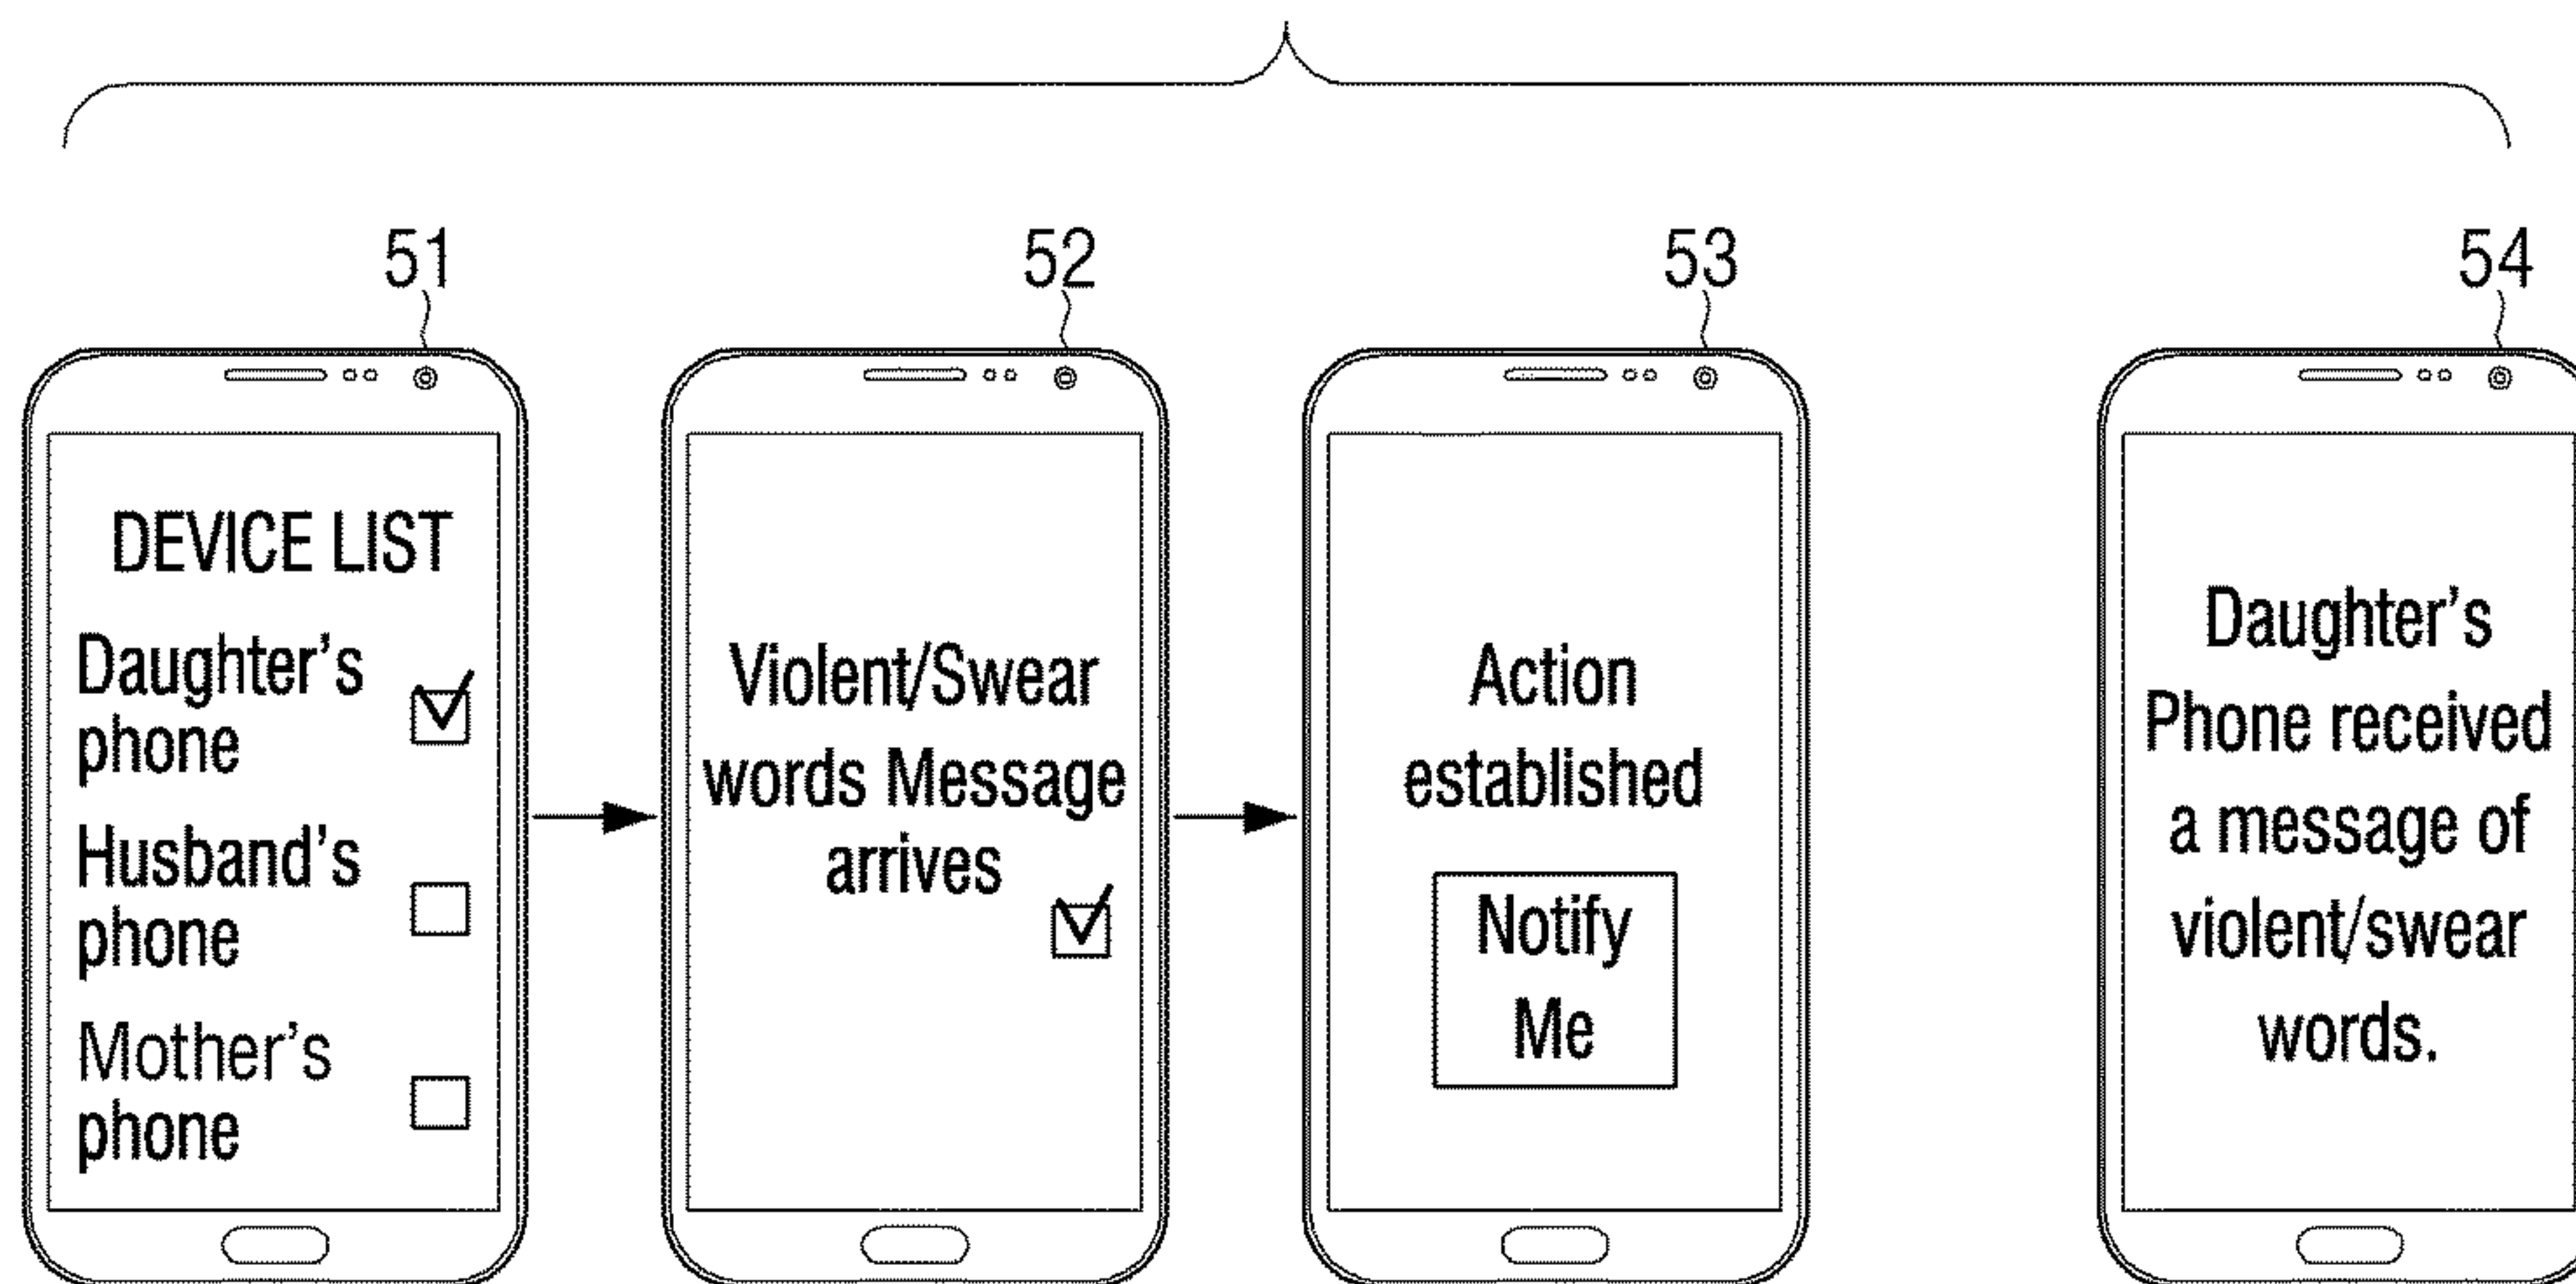 51
52
53
54
DEVICE LIST
Daughter's
phone
Husband's
phone
Mother's
phone
Violent/Swear
words Message
arrives
Action
established
Notify
Me
Daughter's
Phone received
a message of
violent/swear
words.